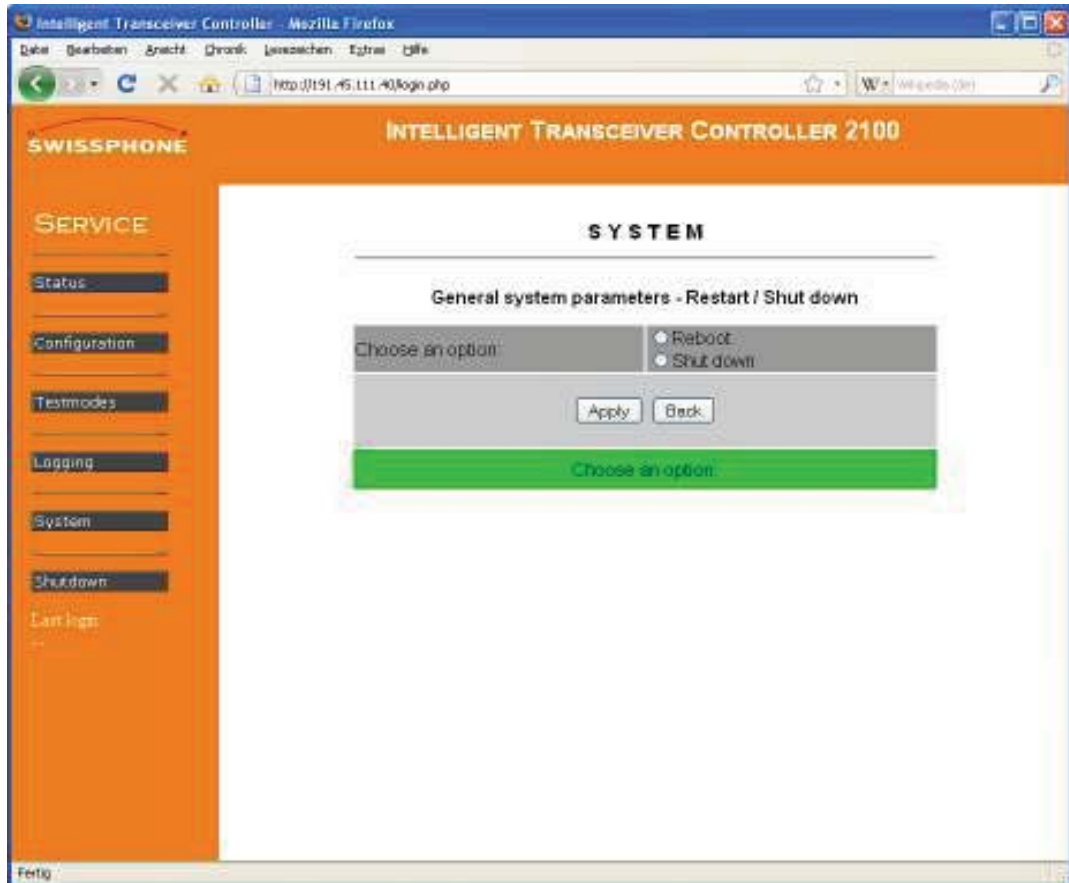 Intelligent Transceiver Controller - Mozilla Firefox
Datei Bearbeiten Ansicht Chronik Lesezeichen Extras Hilfe
http://191.45.111.40/login.php
W Wikipedia (de)
SWISSPHONE
INTELLIGENT TRANSCEIVER CONTROLLER 2100
SERVICE
Status
Configuration
Testmodes
Logging
System
Shutdown
Last login
--
SYSTEM
General system parameters - Restart / Shut down
Choose an option:
Reboot
Shut down
Apply Back
Choose an option:
Fertig